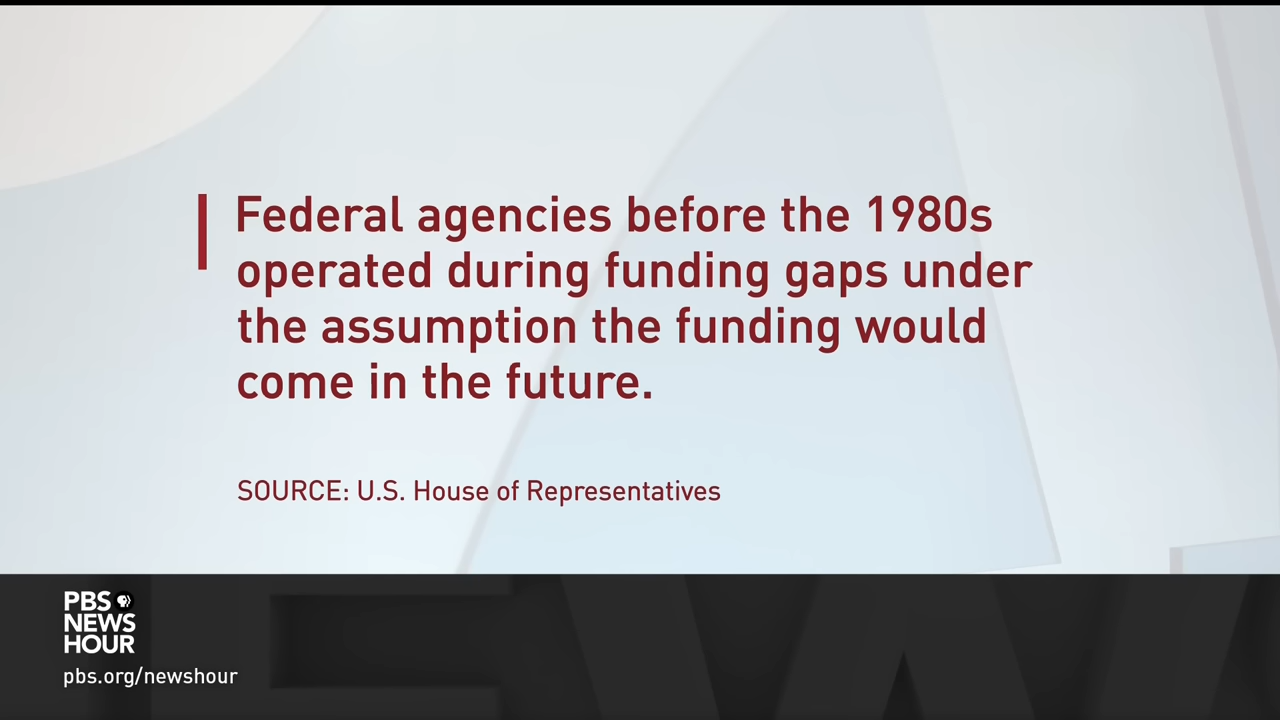 Federal agencies before the 1980s
operated during funding gaps under
the assumption the funding would
come in the future.
SOURCE: U.S. House of Representatives
PBS
NEWS
HOUR
pbs.org/newshour